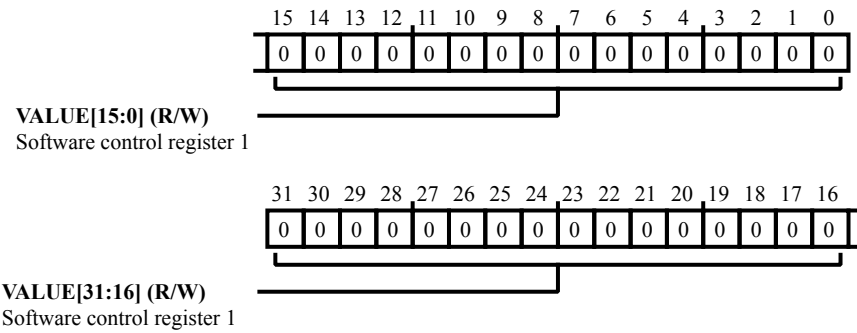 15 14 13 12 11 10 9 8 7 6 5 4 3 2 1 0
0 0 0 0 0 0 0 0 0 0 0 0 0 0 0 0
VALUE[15:0] (R/W)
Software control register 1
31 30 29 28 27 26 25 24 23 22 21 20 19 18 17 16
0 0 0 0 0 0 0 0 0 0 0 0 0 0 0 0
VALUE[31:16] (R/W)
Software control register 1